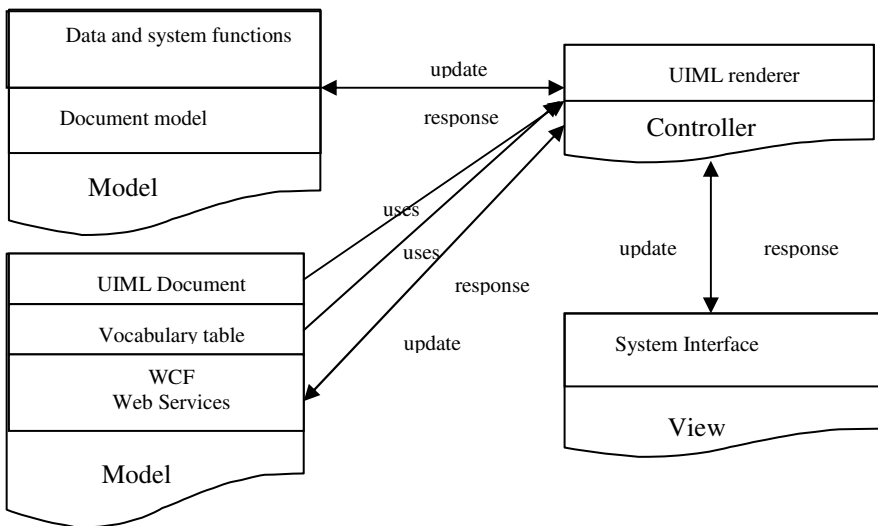 Data and system functions
Document model
Model
update
response
UIML renderer
Controller
uses
uses
response
update
update
response
UIML Document
Vocabulary table
WCF
Web Services
Model
System Interface
View